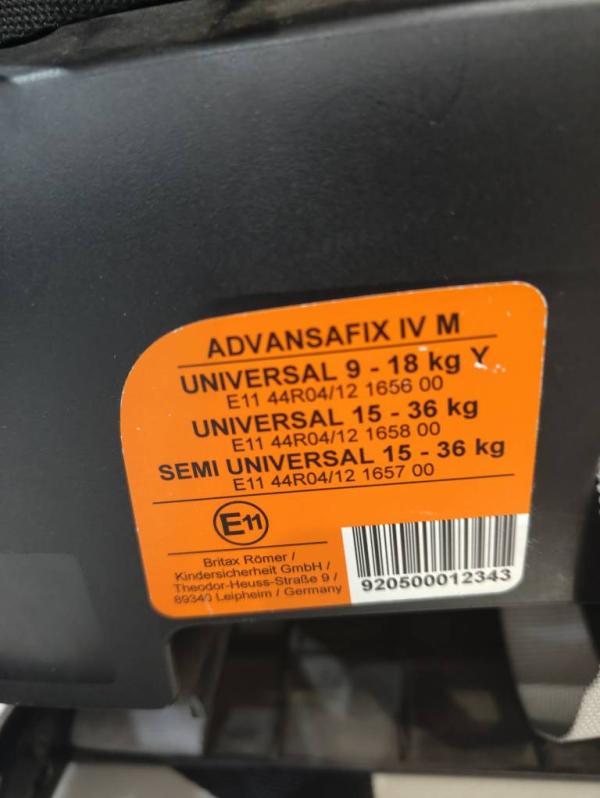 ADVANSAFIX IV M
UNIVERSAL 9 - 18 kg Y
E11 44R04/12 1656 00
UNIVERSAL 15 - 36 kg
E11 44R04/12 1658 00
SEMI UNIVERSAL 15 - 36 kg
E11 44R04/12 1657 00
E11
Britax Römer /
Kindersicherheit GmbH /
Theodor-Heuss-Straße 9 /
89340 Leipheim / Germany
920500012343